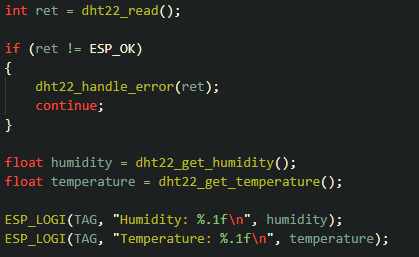 int ret = dht22_read();
if (ret != ESP_OK)
{
dht22_handle_error(ret);
continue;
}
float humidity = dht22_get_humidity();
float temperature = dht22_get_temperature();
ESP_LOGI(TAG, "Humidity: %.1f\n", humidity);
ESP_LOGI(TAG, "Temperature: %.1f\n", temperature);